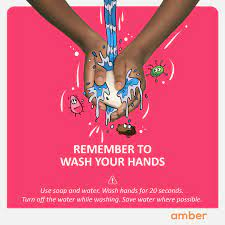 REMEMBER TO
WASH YOUR HANDS
Use soap and water. Wash hands for 20 seconds.
Turn off the water while washing. Save water where possible.
amber